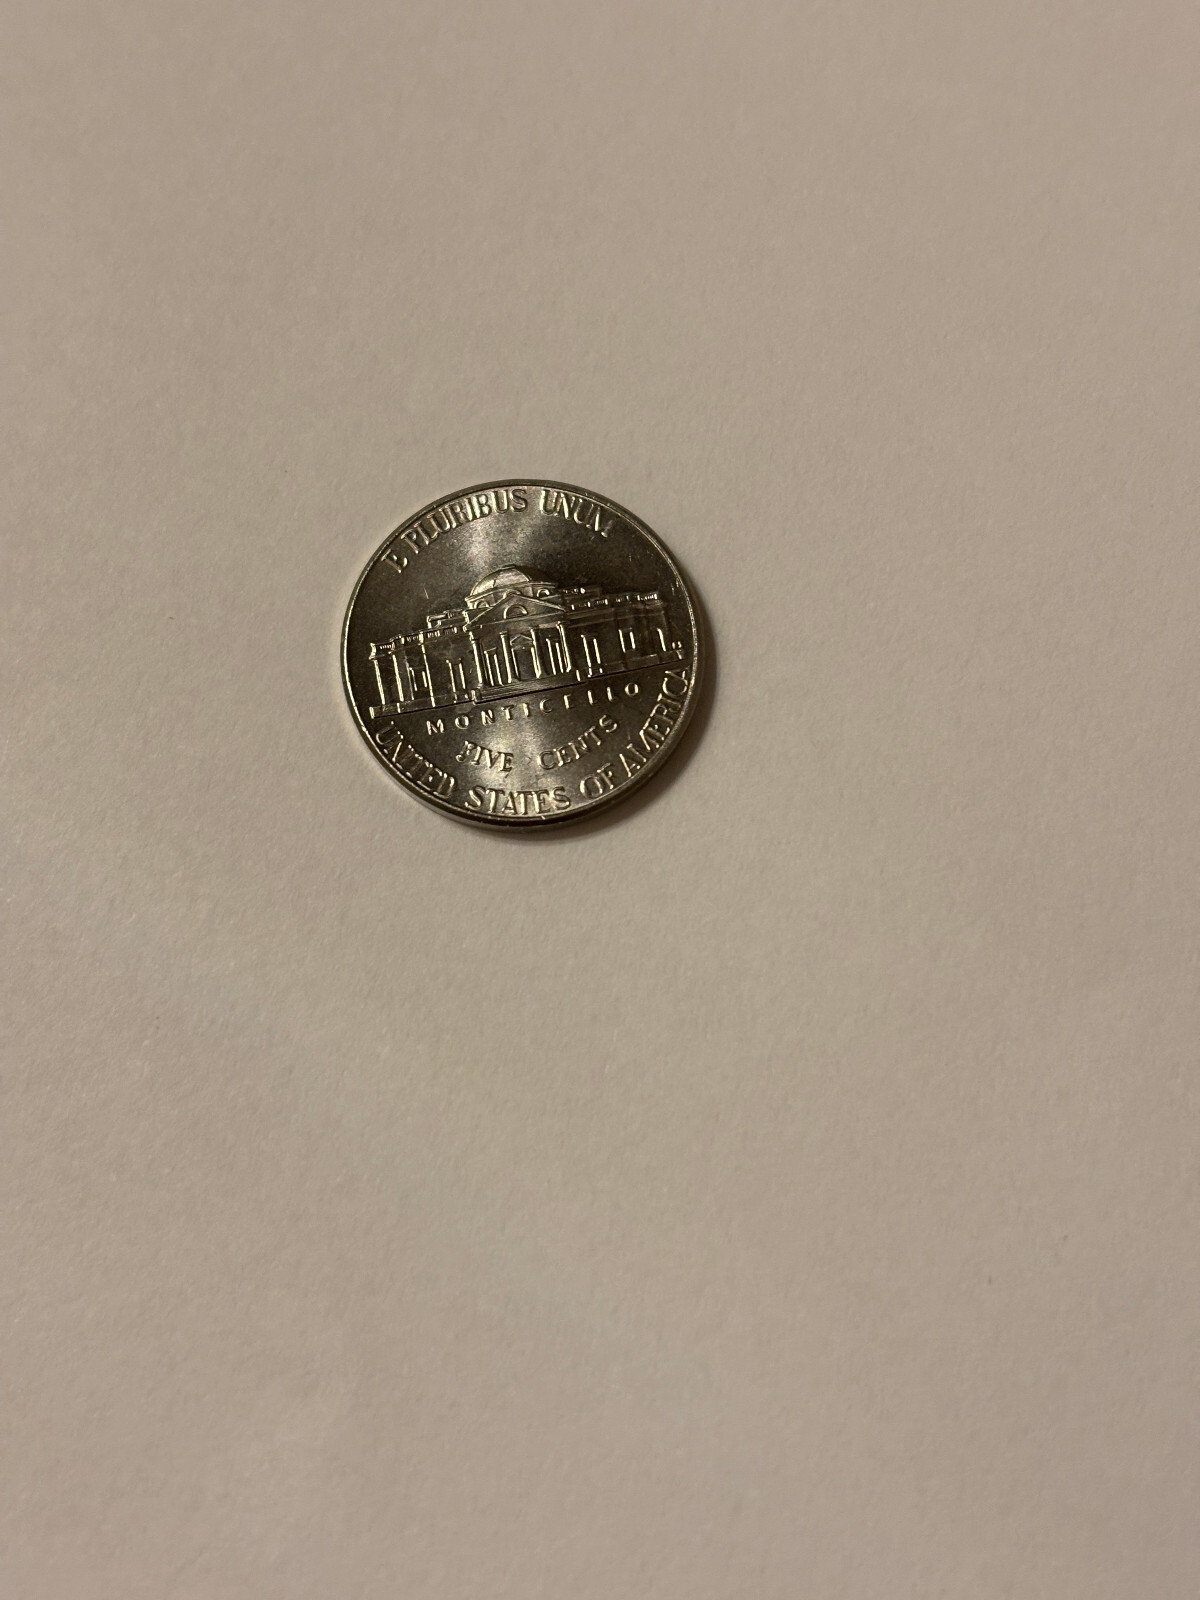 E PLURIBUS UNUM
MONTICELLO
FIVE CENTS
UNITED STATES OF AMERICA